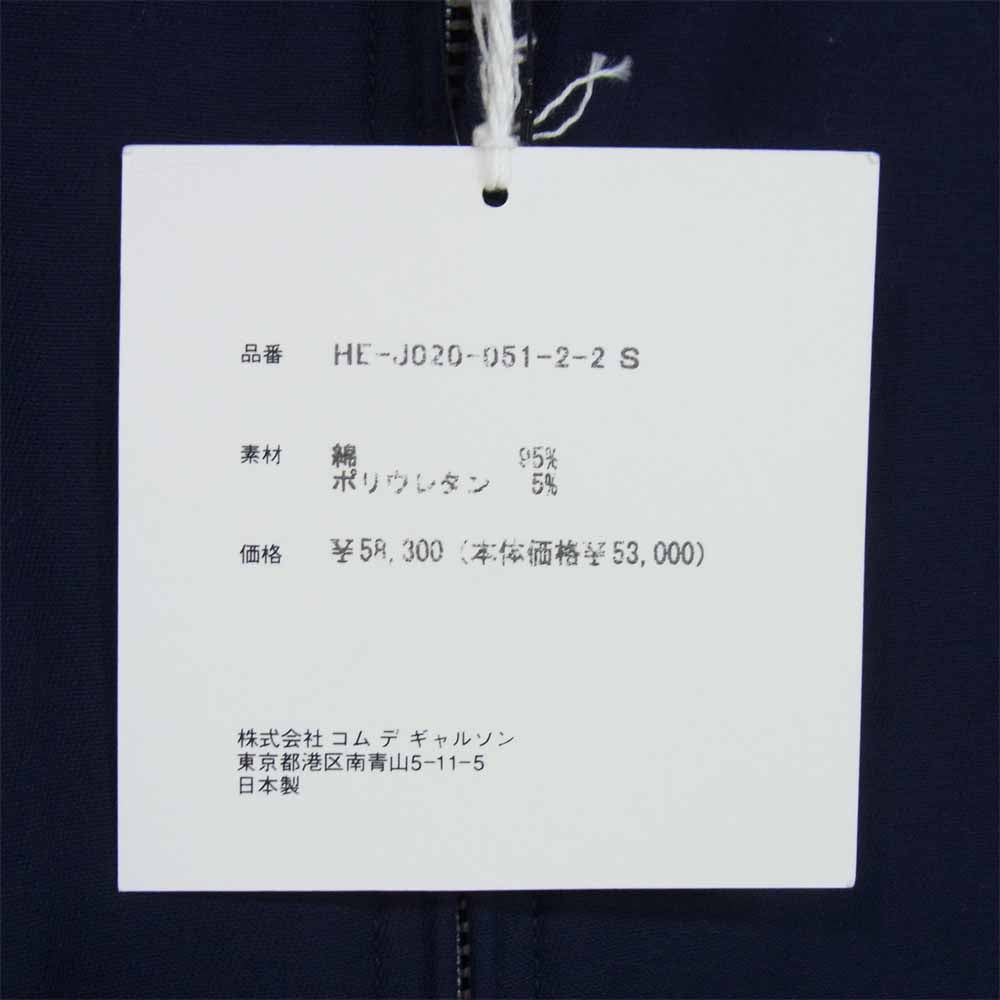 品番 HE-J020-051-2-2 S
素材 綿 95%
ポリウレタン 5%
価格 ¥58,300 (本体価格¥53,000)
株式会社 コム デ ギャルソン
東京都港区南青山5-11-5
日本製